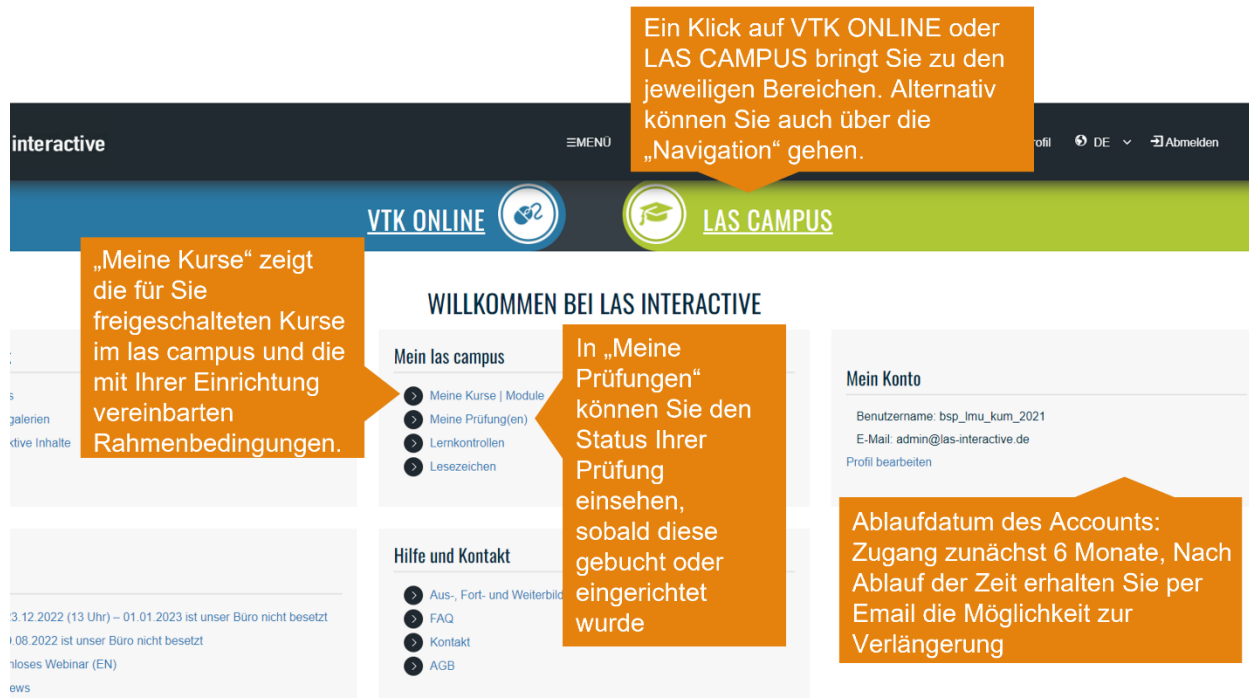 Ein Klick auf VTK ONLINE oder
LAS CAMPUS bringt Sie zu den
jeweiligen Bereichen. Alternativ
können Sie auch über die
„Navigation“ gehen.
interactive
≡MENÜ
rofil
DE
Abmelden
VTK ONLINE
LAS CAMPUS
„Meine Kurse“ zeigt
die für Sie
freigeschalteten Kurse
im las campus und die
mit Ihrer Einrichtung
vereinbarten
Rahmenbedingungen.
WILLKOMMEN BEI LAS INTERACTIVE
s
galerien
ktive Inhalte
Mein las campus
Meine Kurse | Module
Meine Prüfung(en)
Lernkontrollen
Lesezeichen
In „Meine
Prüfungen“
können Sie den
Status Ihrer
Prüfung
einsehen,
sobald diese
gebucht oder
eingerichtet
wurde
Mein Konto
Benutzername: bsp_lmu_kum_2021
E-Mail: admin@las-interactive.de
Profil bearbeiten
Ablaufdatum des Accounts:
Zugang zunächst 6 Monate, Nach
Ablauf der Zeit erhalten Sie per
Email die Möglichkeit zur
Verlängerung
3.12.2022 (13 Uhr) – 01.01.2023 ist unser Büro nicht besetzt
.08.2022 ist unser Büro nicht besetzt
nloses Webinar (EN)
ews
Hilfe und Kontakt
Aus-, Fort- und Weiterbild
FAQ
Kontakt
AGB